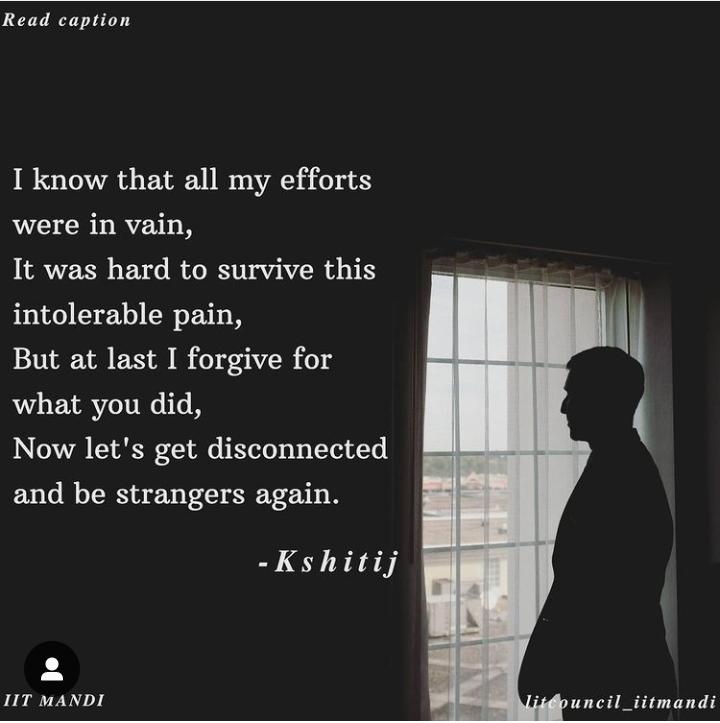 Read caption
I know that all my efforts
were in vain,
It was hard to survive this
intolerable pain,
But at last I forgive for
what you did,
Now let's get disconnected
and be strangers again.
-Kshitij
IIT MANDI
litcouncil_iitmandi